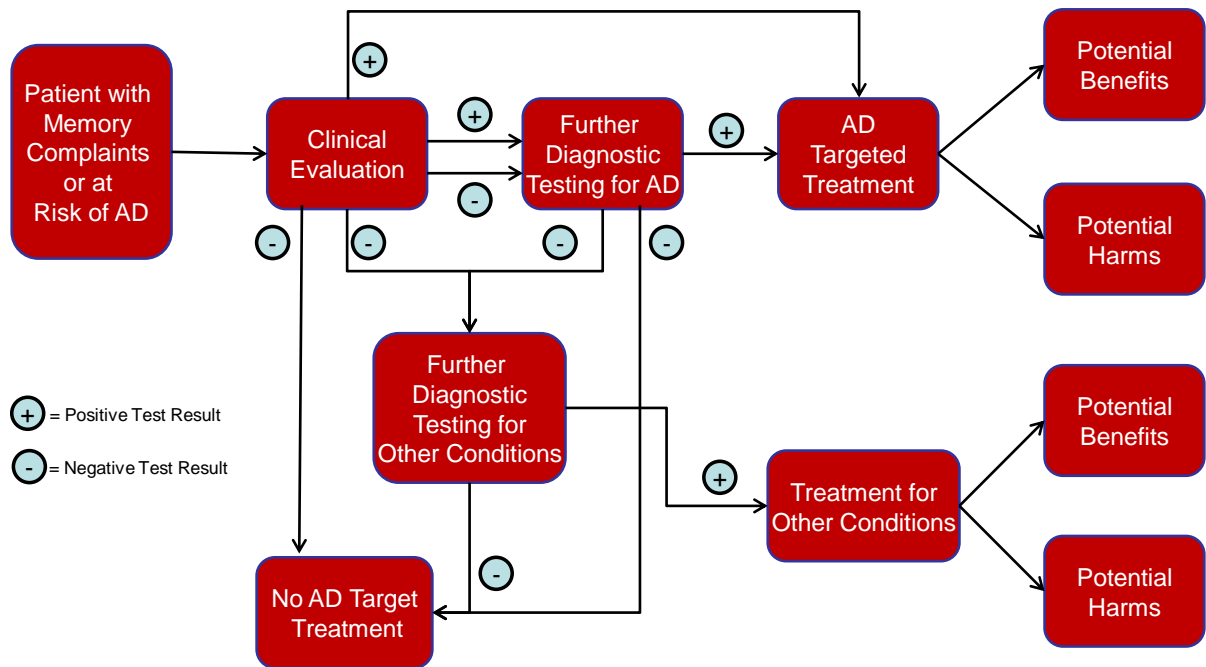 Patient with
Memory
Complaints
or at
Risk of AD
+
Clinical
Evaluation
+
-
Further
Diagnostic
Testing for AD
+
AD
Targeted
Treatment
Potential
Benefits
Potential
Harms
-
-
-
-
Further
Diagnostic
Testing for
Other Conditions
+ = Positive Test Result
- = Negative Test Result
+
Treatment for
Other Conditions
Potential
Benefits
Potential
Harms
-
No AD Target
Treatment